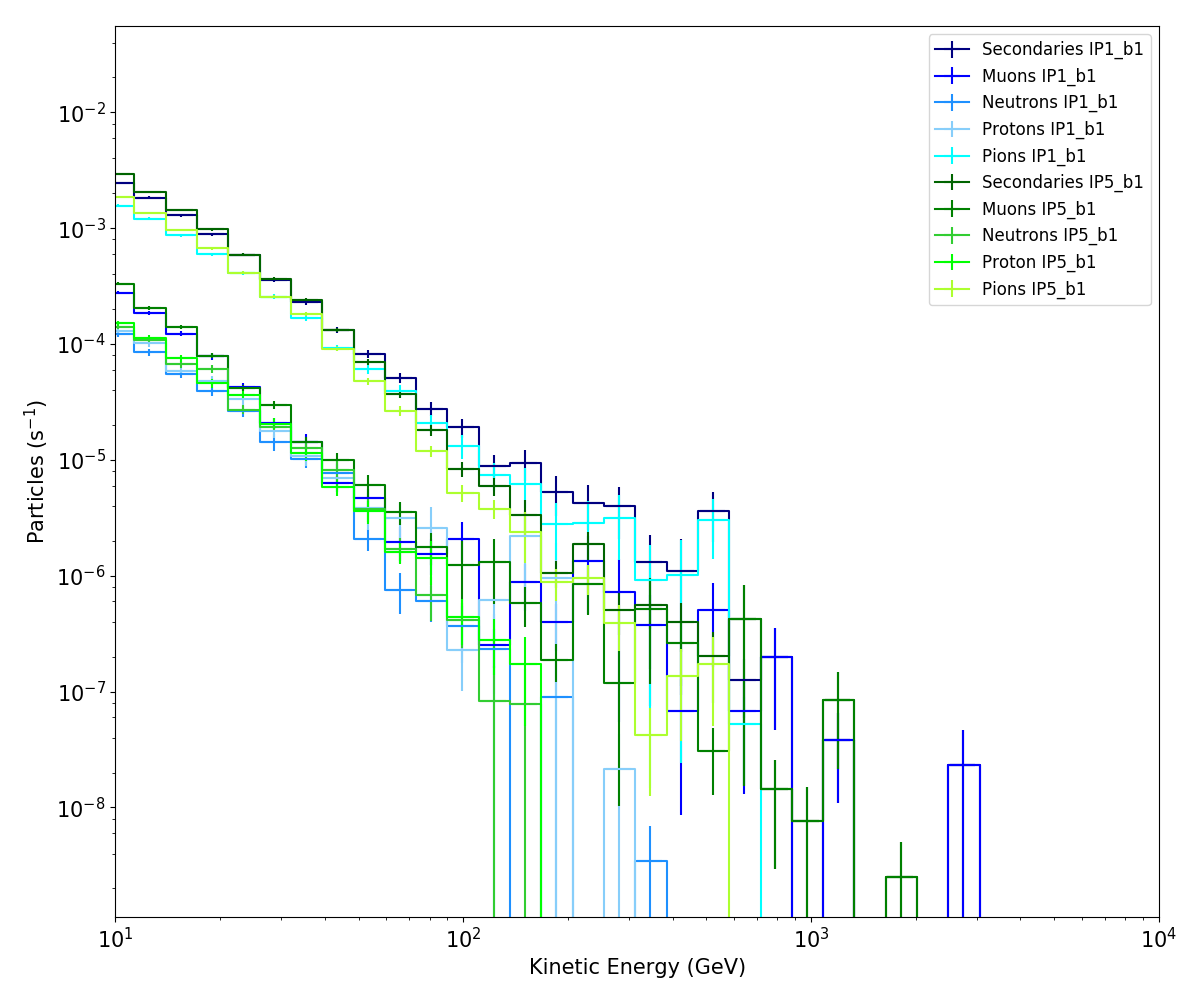 Secondaries IP1_b1
Muons IP1_b1
Neutrons IP1_b1
Protons IP1_b1
Pions IP1_b1
Secondaries IP5_b1
Muons IP5_b1
Neutrons IP5_b1
Proton IP5_b1
Pions IP5_b1
10⁻²
10⁻³
10⁻⁴
10⁻⁵
10⁻⁶
10⁻⁷
10⁻⁸
Particles (s⁻¹)
10¹ 10² 10³ 10⁴
Kinetic Energy (GeV)